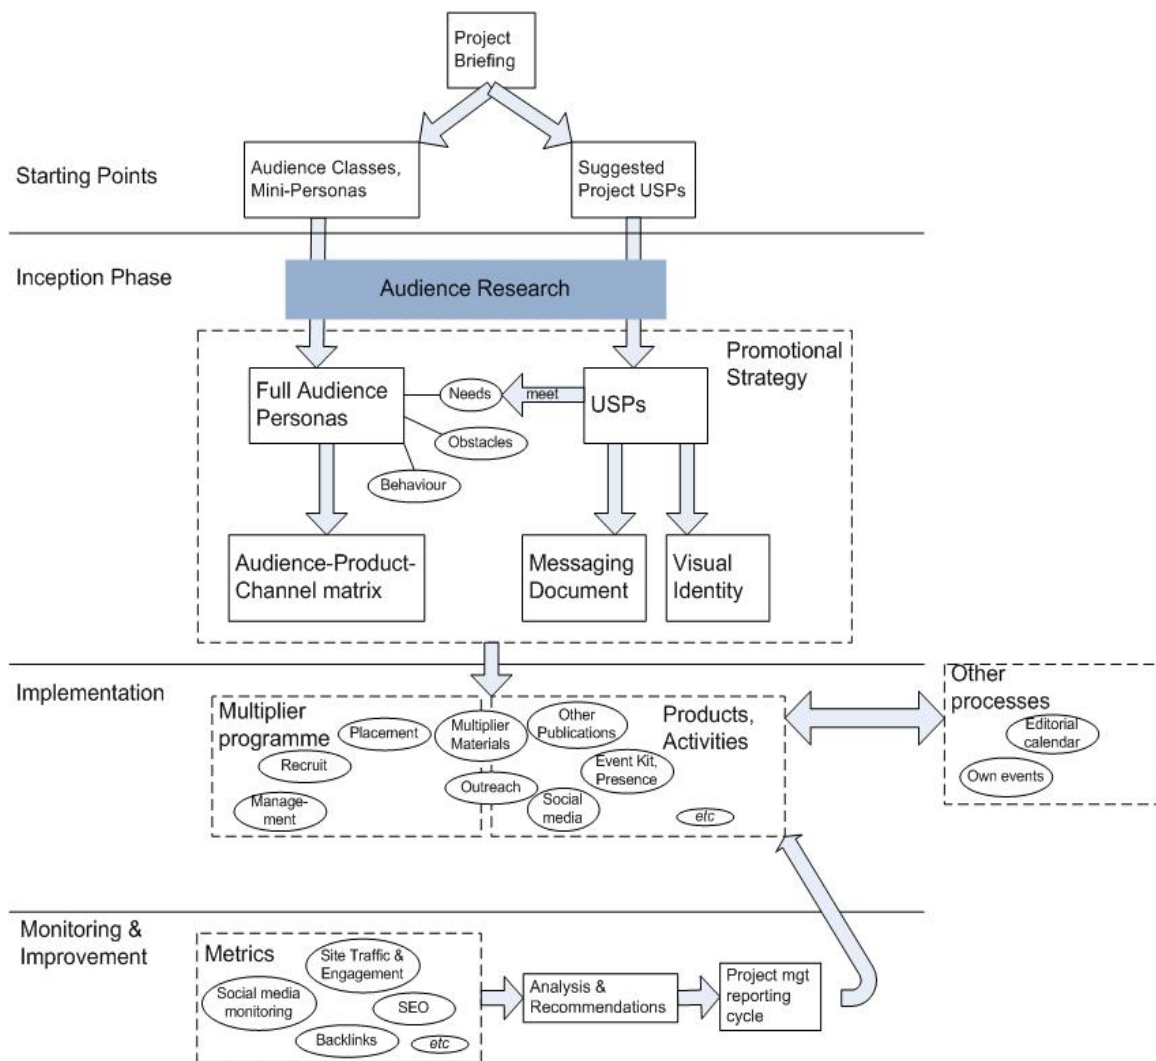 Project
Briefing
Starting Points
Audience Classes,
Mini-Personas
Suggested
Project USPs
Inception Phase
Audience Research
Promotional
Strategy
Full Audience
Personas
Needs
meet
USPs
Obstacles
Behaviour
Audience-Product-
Channel matrix
Messaging
Document
Visual
Identity
Implementation
Multiplier
programme
Placement
Recruit
Manage-
ment
Multiplier
Materials
Outreach
Other
Publications
Products,
Activities
Event Kit,
Presence
Social
media
etc
Other
processes
Editorial
calendar
Own events
Monitoring &
Improvement
Metrics
Site Traffic &
Engagement
Social media
monitoring
SEO
Backlinks
etc
Analysis &
Recommendations
Project mgt
reporting
cycle